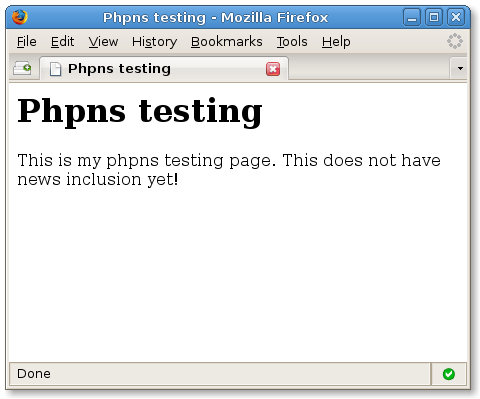 Phpns testing - Mozilla Firefox
File Edit View History Bookmarks Tools Help
Phpns testing
Phpns testing
This is my phpns testing page. This does not have
news inclusion yet!
Done